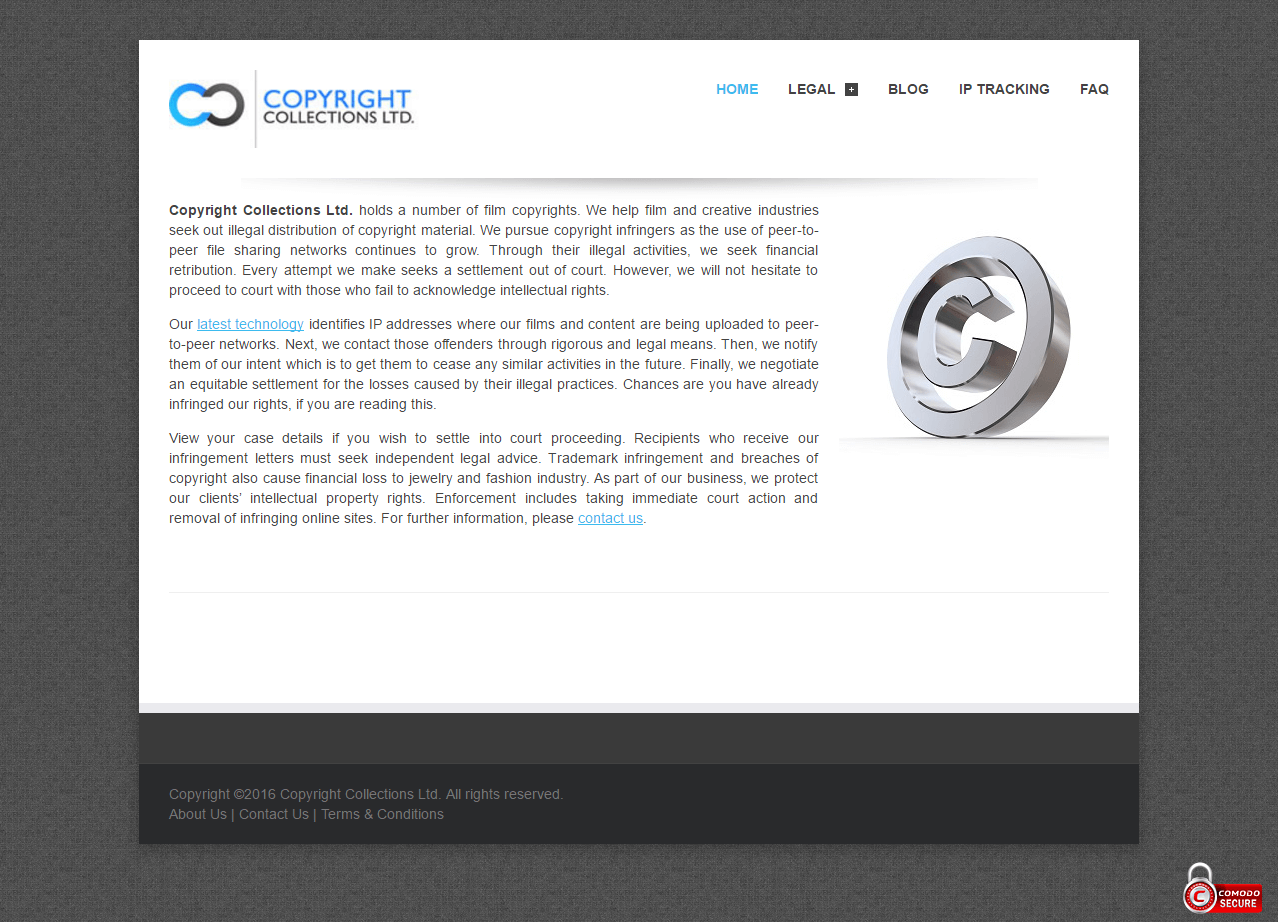 COPYRIGHT
COLLECTIONS LTD.
HOME LEGAL + BLOG IP TRACKING FAQ
Copyright Collections Ltd. holds a number of film copyrights. We help film and creative industries
seek out illegal distribution of copyright material. We pursue copyright infringers as the use of peer-to-
peer file sharing networks continues to grow. Through their illegal activities, we seek financial
retribution. Every attempt we make seeks a settlement out of court. However, we will not hesitate to
proceed to court with those who fail to acknowledge intellectual rights.
Our latest technology identifies IP addresses where our films and content are being uploaded to peer-
to-peer networks. Next, we contact those offenders through rigorous and legal means. Then, we notify
them of our intent which is to get them to cease any similar activities in the future. Finally, we negotiate
an equitable settlement for the losses caused by their illegal practices. Chances are you have already
infringed our rights, if you are reading this.
View your case details if you wish to settle into court proceeding. Recipients who receive our
infringement letters must seek independent legal advice. Trademark infringement and breaches of
copyright also cause financial loss to jewelry and fashion industry. As part of our business, we protect
our clients’ intellectual property rights. Enforcement includes taking immediate court action and
removal of infringing online sites. For further information, please contact us.
Copyright ©2016 Copyright Collections Ltd. All rights reserved.
About Us | Contact Us | Terms & Conditions
C COMODO
SECURE